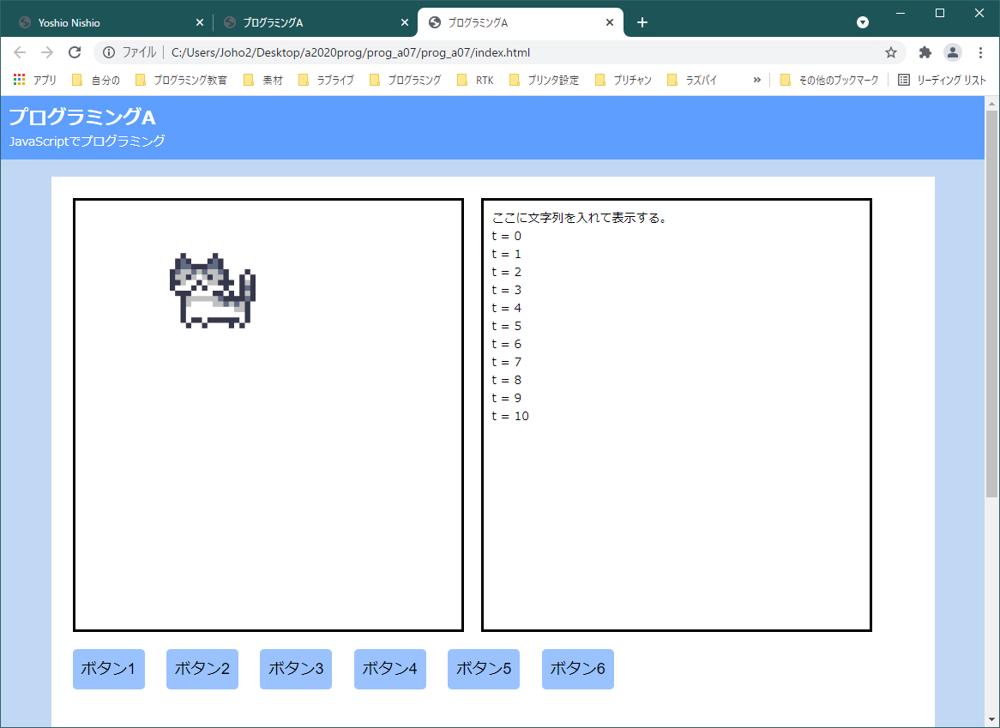 Yoshio Nishio
プログラミングA
プログラミングA
ファイル
C:/Users/Joho2/Desktop/a2020prog/prog_a07/prog_a07/index.html
アプリ
自分の
プログラミング教育
素材
ラブライブ
プログラミング
RTK
プリンタ設定
プリチャン
ラズパイ
»
その他のブックマーク
リーディング リスト
プログラミングA
JavaScriptでプログラミング
ここに文字列を入れて表示する。
t = 0
t = 1
t = 2
t = 3
t = 4
t = 5
t = 6
t = 7
t = 8
t = 9
t = 10
ボタン1
ボタン2
ボタン3
ボタン4
ボタン5
ボタン6